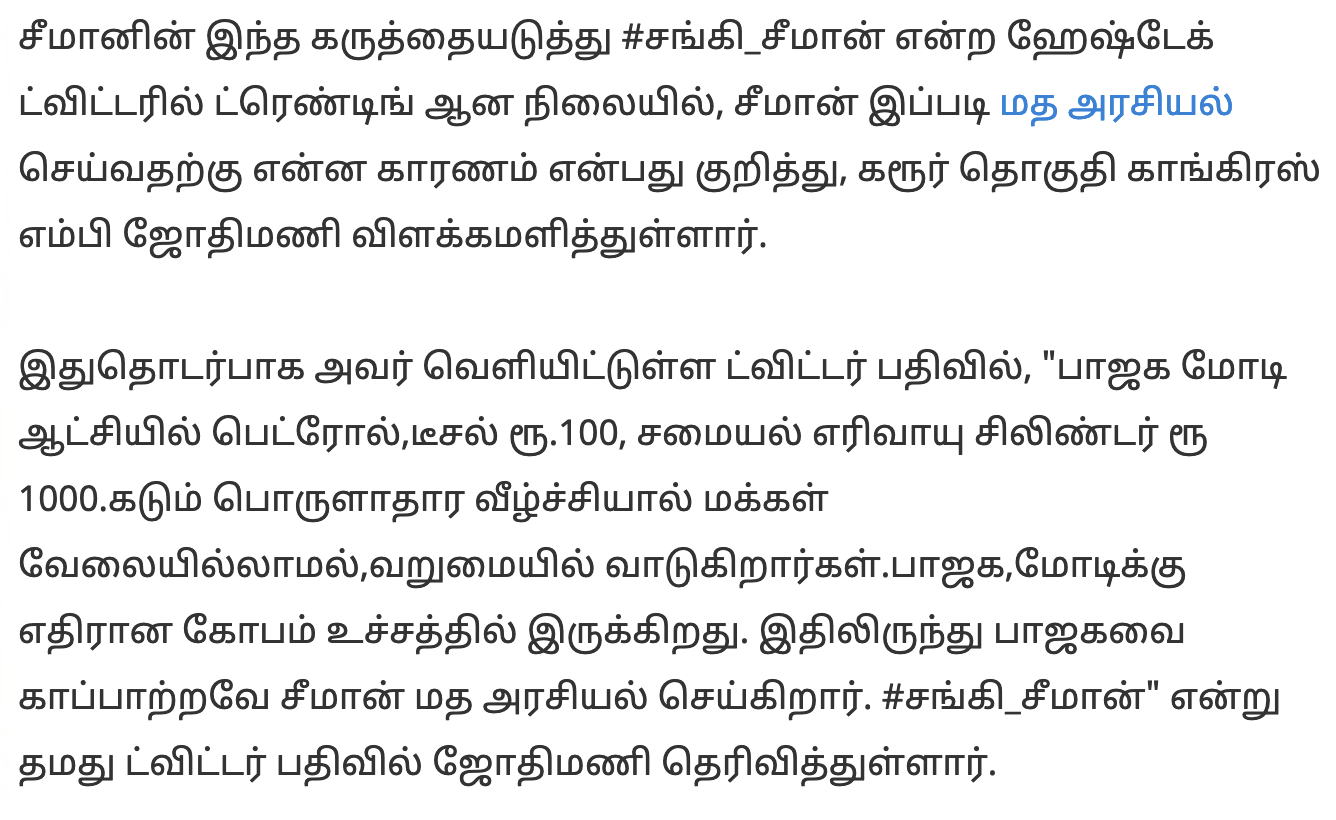 சீமானின் இந்த கருத்தையடுத்து #சங்கி_சீமான் என்ற ஹேஷ்டேக்
ட்விட்டரில் ட்ரெண்டிங் ஆன நிலையில், சீமான் இப்படி மத அரசியல்
செய்வதற்கு என்ன காரணம் என்பது குறித்து, கரூர் தொகுதி காங்கிரஸ்
எம்பி ஜோதிமணி விளக்கமளித்துள்ளார்.
இதுதொடர்பாக அவர் வெளியிட்டுள்ள ட்விட்டர் பதிவில், "பாஜக மோடி
ஆட்சியில் பெட்ரோல்,டீசல் ரூ.100, சமையல் எரிவாயு சிலிண்டர் ரூ
1000.கடும் பொருளாதார வீழ்ச்சியால் மக்கள்
வேலையில்லாமல்,வறுமையில் வாடுகிறார்கள்.பாஜக,மோடிக்கு
எதிரான கோபம் உச்சத்தில் இருக்கிறது. இதிலிருந்து பாஜகவை
காப்பாற்றவே சீமான் மத அரசியல் செய்கிறார். #சங்கி_சீமான்" என்று
தமது ட்விட்டர் பதிவில் ஜோதிமணி தெரிவித்துள்ளார்.